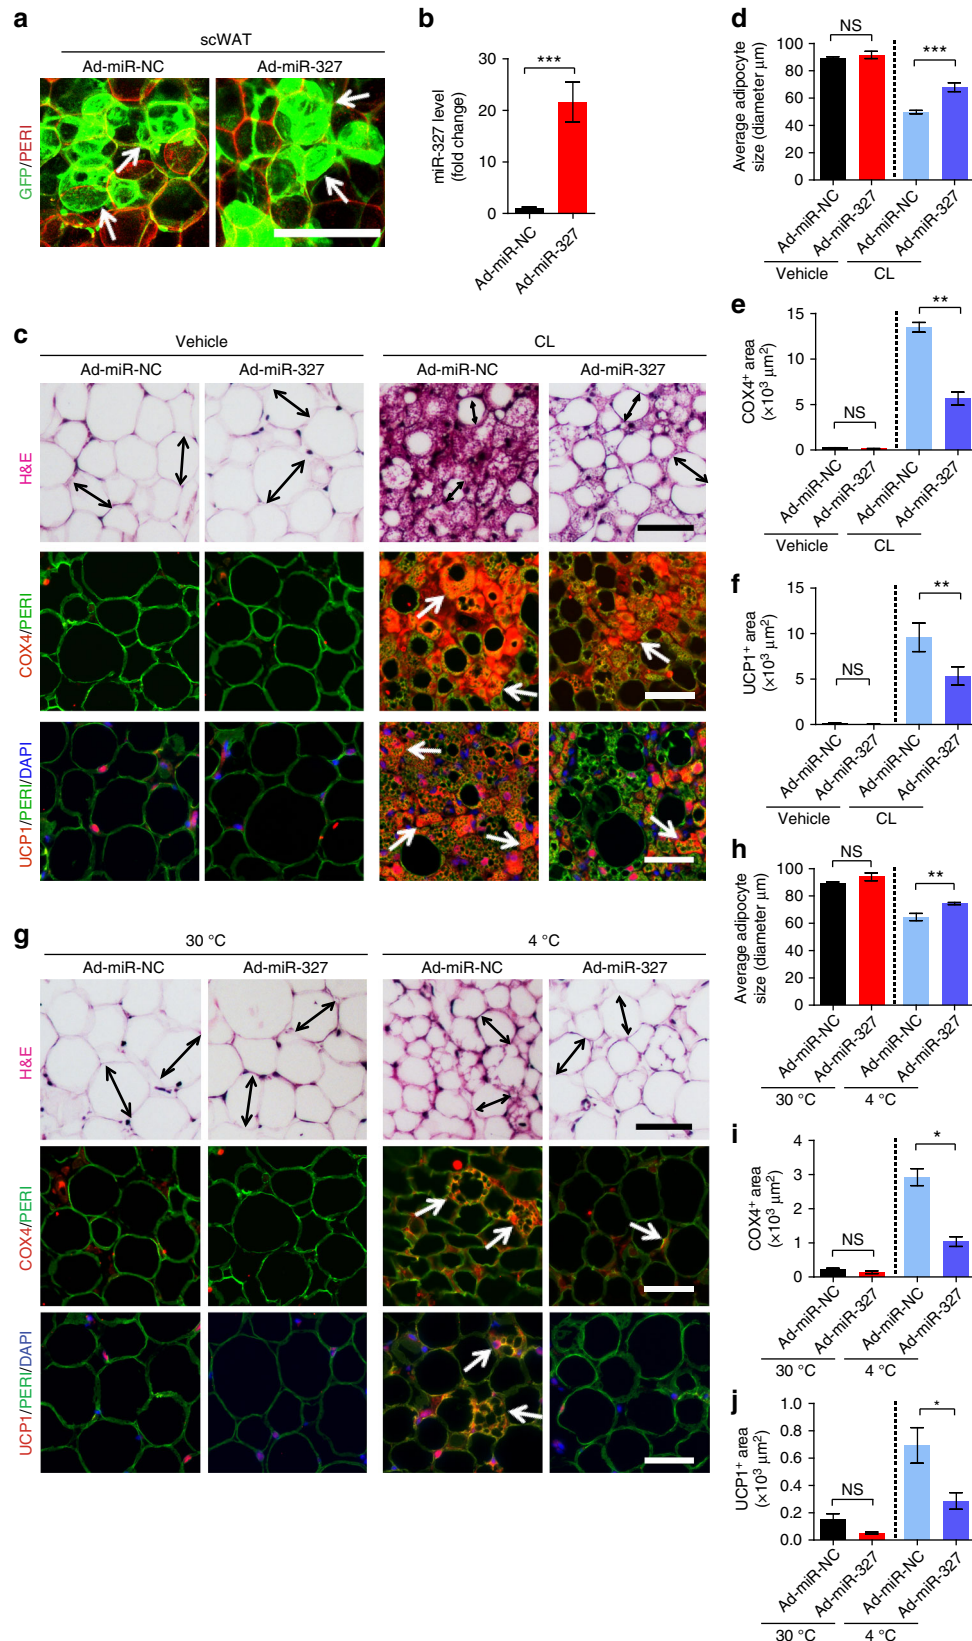 a
scWAT
Ad-miR-NC Ad-miR-327
GFP/PERI
b
miR-327 level
(fold change)
30
20
10
0
***
Ad-miR-NC
Ad-miR-327
c
Vehicle CL
Ad-miR-NC Ad-miR-327 Ad-miR-NC Ad-miR-327
H&E
COX4/PERI
UCP1/PERI/DAPI
d
Average adipocyte
size (diameter μm)
100
80
60
40
20
0
NS
***
Ad-miR-NC
Ad-miR-327
Ad-miR-NC
Ad-miR-327
Vehicle CL
e
COX4⁺ area
(×10³ μm²)
15
10
5
0
NS
**
Ad-miR-NC
Ad-miR-327
Ad-miR-NC
Ad-miR-327
Vehicle CL
f
UCP1⁺ area
(×10³ μm²)
15
10
5
0
NS
**
Ad-miR-NC
Ad-miR-327
Ad-miR-NC
Ad-miR-327
Vehicle CL
g
30 °C 4 °C
Ad-miR-NC Ad-miR-327 Ad-miR-NC Ad-miR-327
H&E
COX4/PERI
UCP1/PERI/DAPI
h
Average adipocyte
size (diameter μm)
100
80
60
40
20
0
NS
**
Ad-miR-NC
Ad-miR-327
Ad-miR-NC
Ad-miR-327
30 °C 4 °C
i
COX4⁺ area
(×10³ μm²)
4
3
2
1
0
NS
*
Ad-miR-NC
Ad-miR-327
Ad-miR-NC
Ad-miR-327
30 °C 4 °C
j
UCP1⁺ area
(×10³ μm²)
1.0
0.8
0.6
0.4
0.2
0.0
NS
*
Ad-miR-NC
Ad-miR-327
Ad-miR-NC
Ad-miR-327
30 °C 4 °C